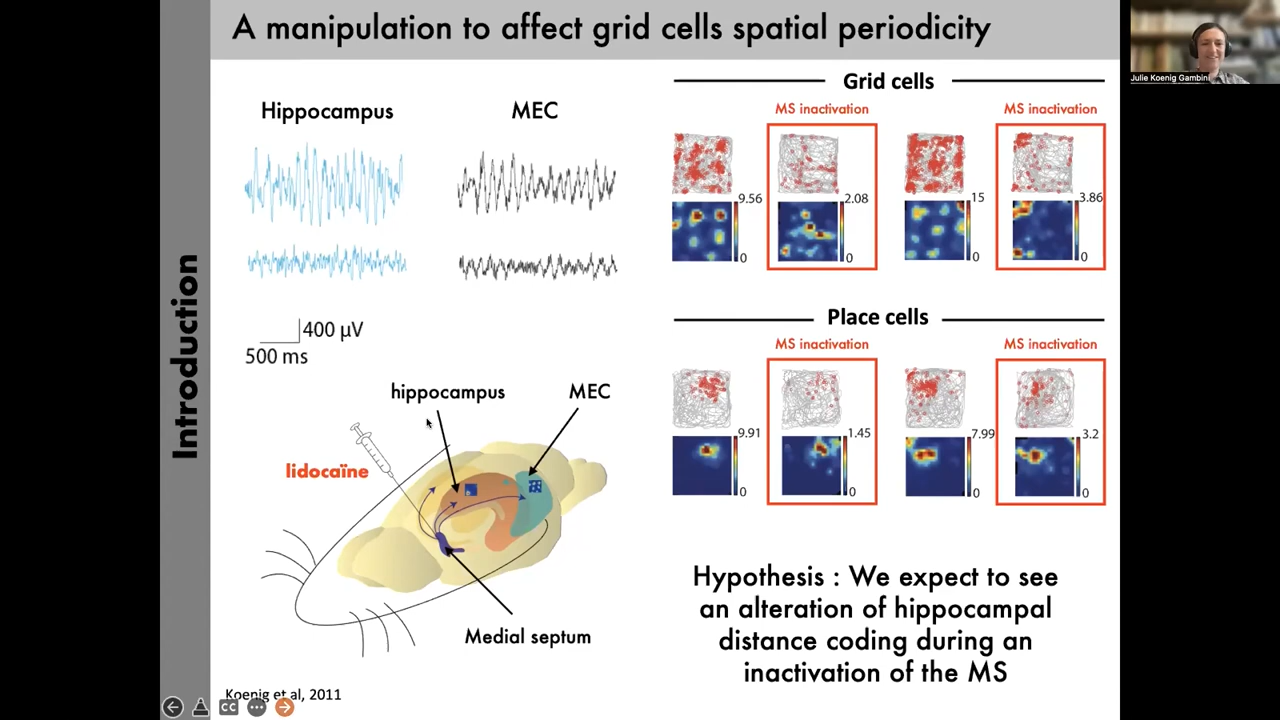 A manipulation to affect grid cells spatial periodicity
Julie Koenig Gambini
Introduction
Hippocampus
MEC
400 µV
500 ms
hippocampus
MEC
lidocaïne
Medial septum
Koenig et al, 2011
Grid cells
MS inactivation
MS inactivation
9.56
2.08
15
3.86
0
0
0
0
Place cells
MS inactivation
MS inactivation
9.91
1.45
7.99
3.2
0
0
0
0
Hypothesis : We expect to see
an alteration of hippocampal
distance coding during an
inactivation of the MS
CC